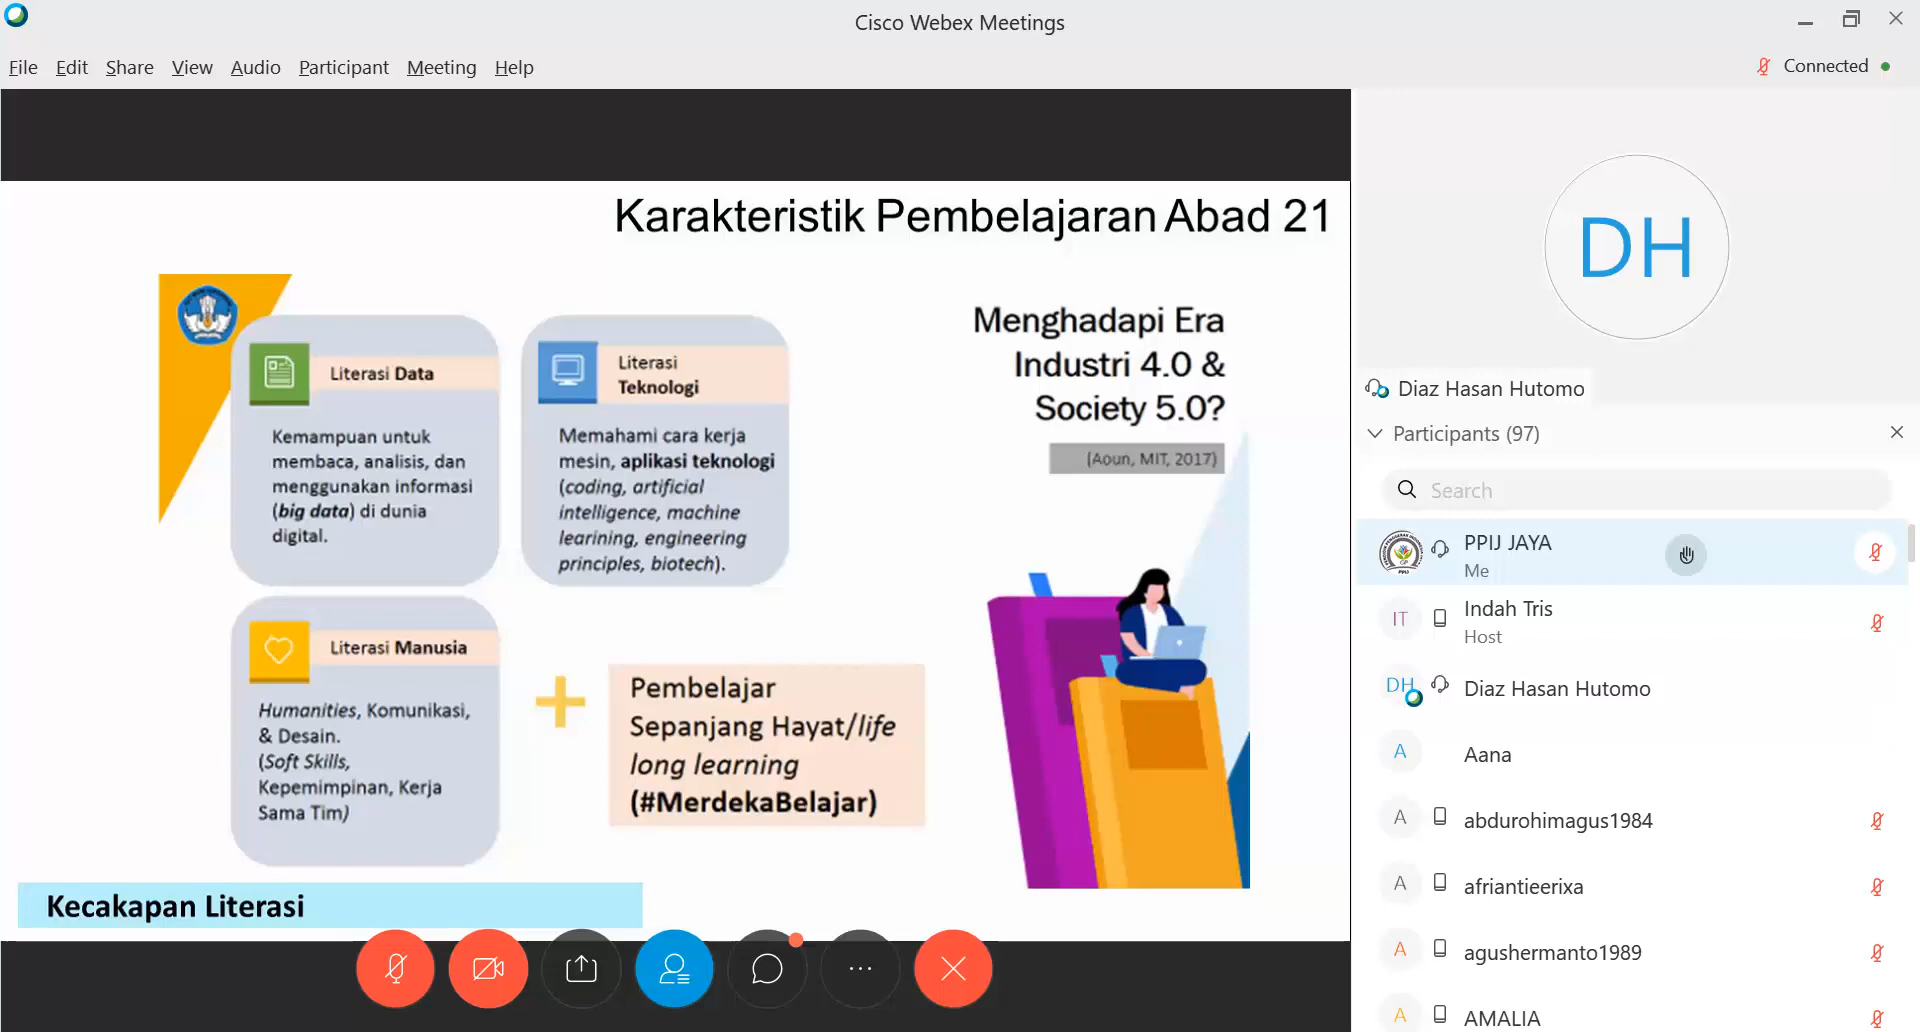 Cisco Webex Meetings
File Edit Share View Audio Participant Meeting Help
Connected
Karakteristik Pembelajaran Abad 21
Menghadapi Era
Industri 4.0 &
Society 5.0?
(Aoun, MIT, 2017)
Literasi Data
Kemampuan untuk
membaca, analisis, dan
menggunakan informasi
(big data) di dunia
digital.
Literasi
Teknologi
Memahami cara kerja
mesin, aplikasi teknologi
(coding, artificial
intelligence, machine
learining, engineering
principles, biotech).
Literasi Manusia
Humanities, Komunikasi,
& Desain.
(Soft Skills,
Kepemimpinan, Kerja
Sama Tim)
+
Pembelajar
Sepanjang Hayat/life
long learning
(#MerdekaBelajar)
Kecakapan Literasi
DH
Diaz Hasan Hutomo
Participants (97)
Search
PPIJ JAYA
Me
IT
Indah Tris
Host
DH
Diaz Hasan Hutomo
A
Aana
A
abdurohimagus1984
A
afriantieerixa
A
agushermanto1989
A
AMALIA